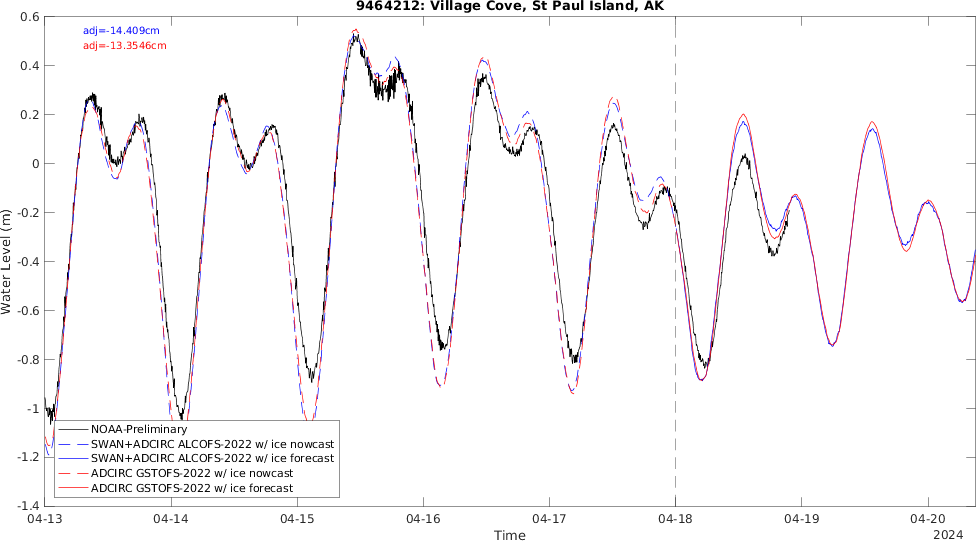 9464212: Village Cove, St Paul Island, AK
adj=-14.409cm
adj=-13.3546cm
Water Level (m)
0.6
0.4
0.2
0
-0.2
-0.4
-0.6
-0.8
-1
-1.2
-1.4
NOAA-Preliminary
SWAN+ADCIRC ALCOFS-2022 w/ ice nowcast
SWAN+ADCIRC ALCOFS-2022 w/ ice forecast
ADCIRC GSTOFS-2022 w/ ice nowcast
ADCIRC GSTOFS-2022 w/ ice forecast
04-13 04-14 04-15 04-16 04-17 04-18 04-19 04-20
Time
2024